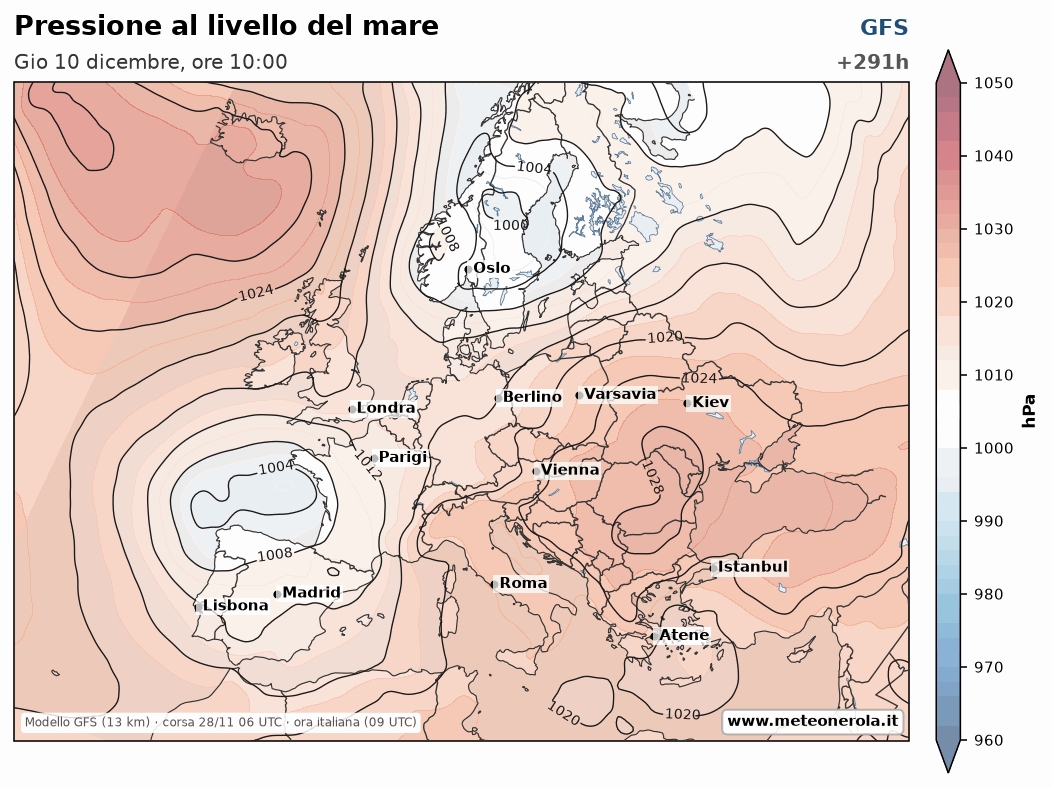 Pressione al livello del mare
GFS
Gio 10 dicembre, ore 10:00
+291h
1050
1040
1030
1020
1010
1000
990
980
970
960
hPa
1004
1008
1000
Oslo
1024
1020
1024
Berlino
Varsavia
Kiev
Londra
1012
Parigi
1004
Vienna
1028
1008
Istanbul
Roma
Madrid
Lisbona
Atene
1020
1020
Modello GFS (13 km) · corsa 28/11 06 UTC · ora italiana (09 UTC)
www.meteonerola.it